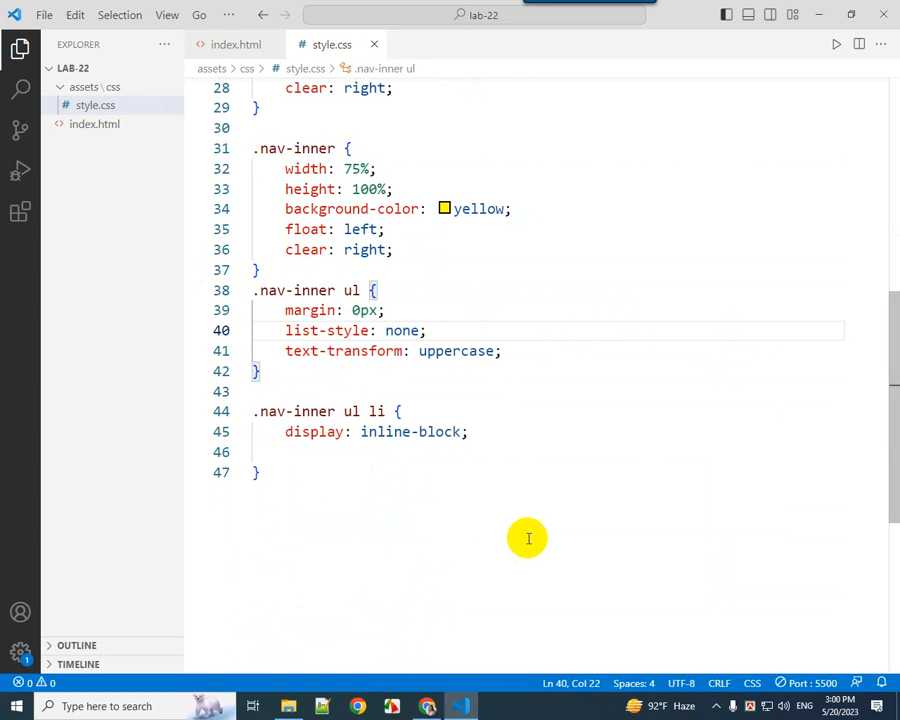 File Edit Selection View Go ··· lab-22
EXPLORER ···
index.html # style.css
LAB-22
assets > css > # style.css > .nav-inner ul
assets \ css
# style.css
<> index.html
28 clear: right;
29 }
30
31 .nav-inner {
32 width: 75%;
33 height: 100%;
34 background-color: yellow;
35 float: left;
36 clear: right;
37 }
38 .nav-inner ul {
39 margin: 0px;
40 list-style: none;
41 text-transform: uppercase;
42 }
43
44 .nav-inner ul li {
45 display: inline-block;
46
47 }
OUTLINE
TIMELINE
1
0 0 Ln 40, Col 22 Spaces: 4 UTF-8 CRLF CSS Port : 5500
Type here to search 92°F Haze 3:00 PM
5/20/2023